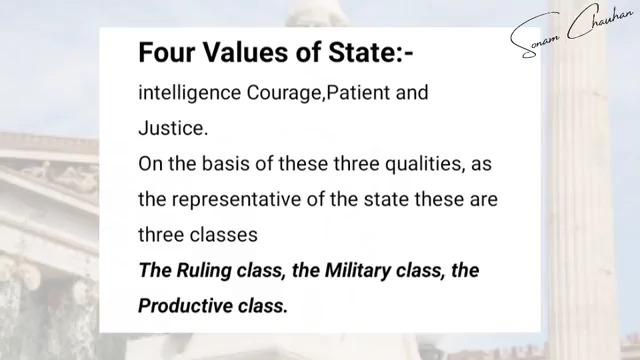 Sonam Chauhan
Four Values of State:-
intelligence Courage,Patient and
Justice.
On the basis of these three qualities, as
the representative of the state these are
three classes
The Ruling class, the Military class, the
Productive class.